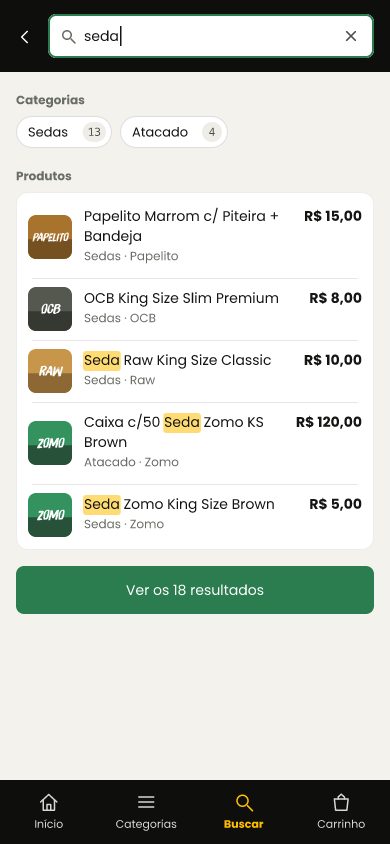 seda
Categorias
Sedas 13 Atacado 4
Produtos
PAPELITO
Papelito Marrom c/ Piteira + R$ 15,00
Bandeja
Sedas · Papelito
OCB
OCB King Size Slim Premium R$ 8,00
Sedas · OCB
RAW
Seda Raw King Size Classic R$ 10,00
Sedas · Raw
ZOMO
Caixa c/50 Seda Zomo KS R$ 120,00
Brown
Atacado · Zomo
ZOMO
Seda Zomo King Size Brown R$ 5,00
Sedas · Zomo
Ver os 18 resultados
Início Categorias Buscar Carrinho